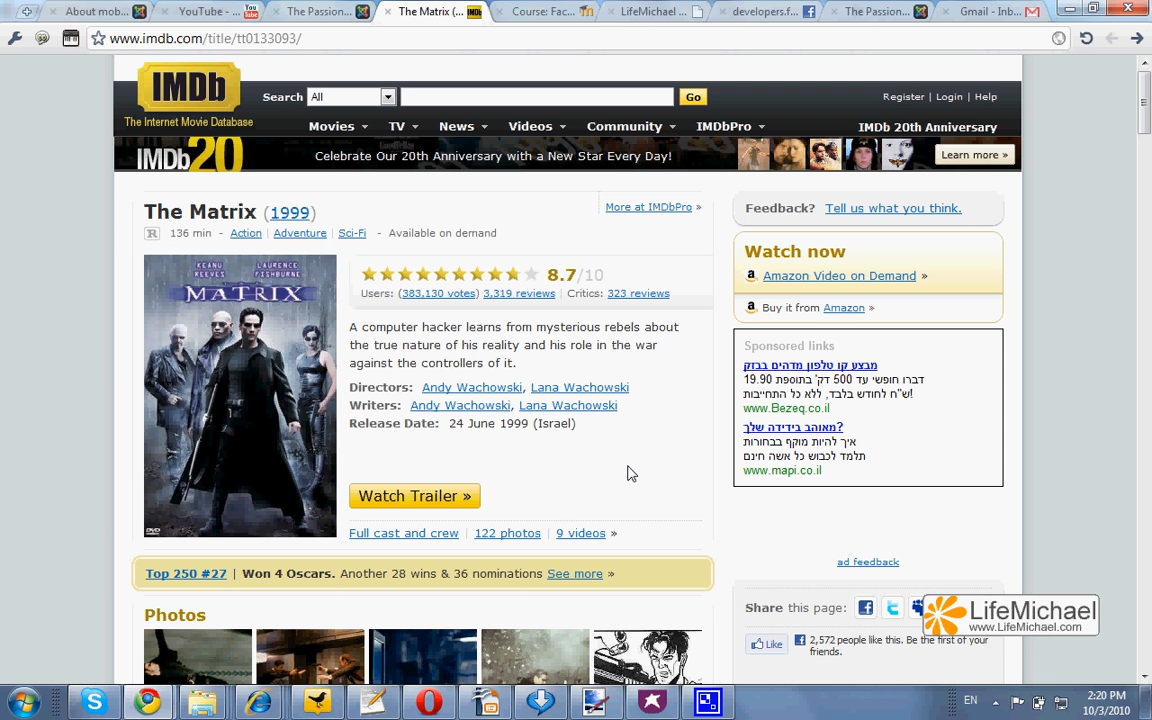 About mob...
YouTube - ...
The Passion...
The Matrix (...
Course: Fac...
LifeMichael ...
developers.f...
The Passion...
Gmail - Inb...
www.imdb.com/title/tt0133093/
IMDb
The Internet Movie Database
Search All Go
Register | Login | Help
Movies TV News Videos Community IMDbPro IMDb 20th Anniversary
IMDb 20 Celebrate Our 20th Anniversary with a New Star Every Day! Learn more »
The Matrix (1999)
More at IMDbPro »
R 136 min - Action | Adventure | Sci-Fi - Available on demand
KEANU REEVES LAURENCE FISHBURNE
MATRIX
DVD
8.7/10
Users: (383,130 votes) 3,319 reviews | Critics: 323 reviews
A computer hacker learns from mysterious rebels about
the true nature of his reality and his role in the war
against the controllers of it.
Directors: Andy Wachowski, Lana Wachowski
Writers: Andy Wachowski, Lana Wachowski
Release Date: 24 June 1999 (Israel)
Watch Trailer »
Full cast and crew | 122 photos | 9 videos »
Top 250 #27 | Won 4 Oscars. Another 28 wins & 36 nominations See more »
Photos
Feedback? Tell us what you think.
Watch now
Amazon Video on Demand »
Buy it from Amazon »
Sponsored links
מבצע קו טלפון מדהים בבזק
דברו חופשי עד 500 דק' בתוספת 19.90
ש"ח לחודש בלבד, ללא כל התחייבות!
www.Bezeq.co.il
מאוהב בידידה שלך?
איך להיות מוקף בבחורות
תלמד לכבוש כל אשה חינם
www.mapi.co.il
ad feedback
Share this page:
Like 2,572 people like this. Be the first of your
friends.
LifeMichael
www.LifeMichael.com
EN
2:20 PM
10/3/2010